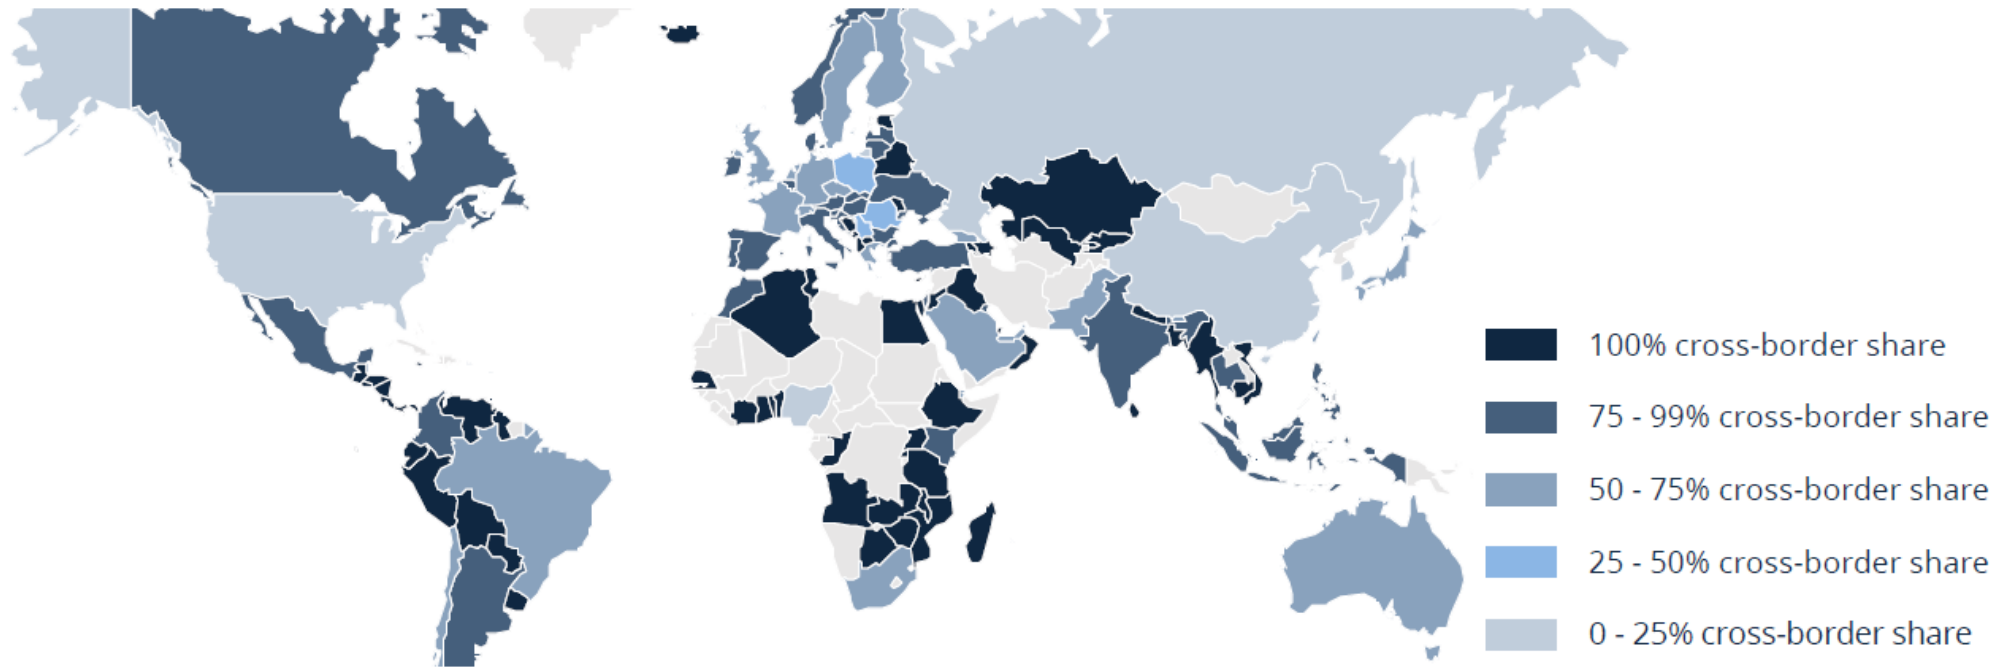 100% cross-border share
75 - 99% cross-border share
50 - 75% cross-border share
25 - 50% cross-border share
0 - 25% cross-border share